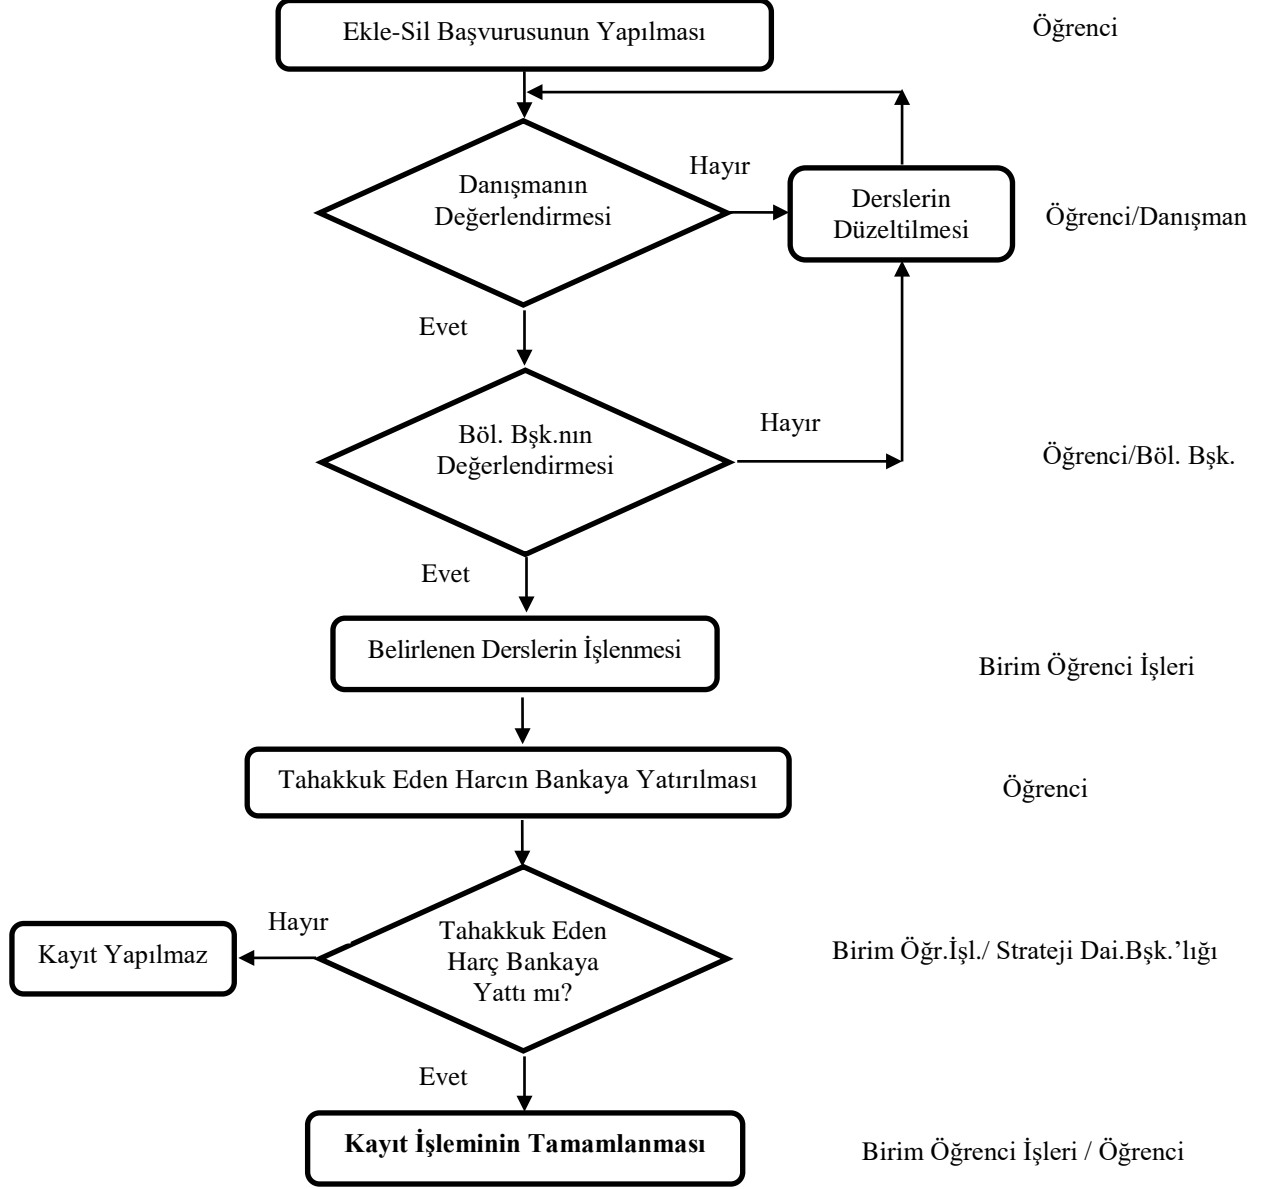 Ekle-Sil Başvurusunun Yapılması
Öğrenci
Hayır
Danışmanın
Değerlendirmesi
Derslerin
Düzeltilmesi
Öğrenci/Danışman
Evet
Hayır
Böl. Bşk.nın
Değerlendirmesi
Öğrenci/Böl. Bşk.
Evet
Belirlenen Derslerin İşlenmesi
Birim Öğrenci İşleri
Tahakkuk Eden Harcın Bankaya Yatırılması
Öğrenci
Hayır
Kayıt Yapılmaz
Tahakkuk Eden
Harç Bankaya
Yattı mı?
Birim Öğr.İşl./ Strateji Dai.Bşk.’lığı
Evet
Kayıt İşleminin Tamamlanması
Birim Öğrenci İşleri / Öğrenci